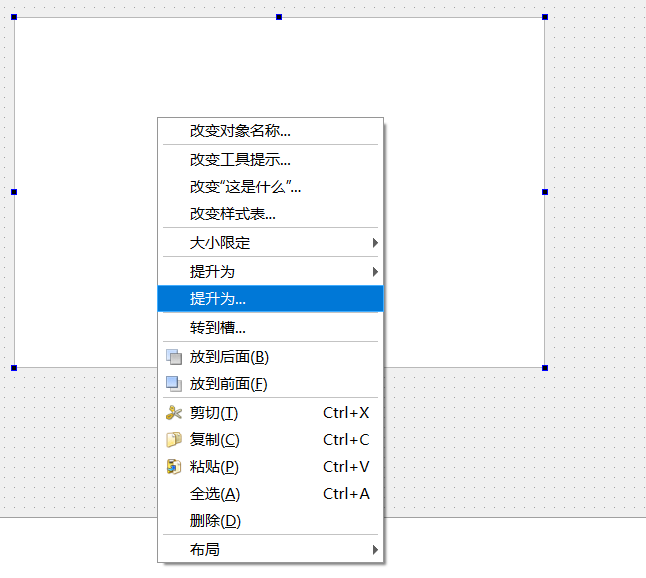 改变对象名称...
改变工具提示...
改变“这是什么”...
改变样式表...
大小限定
提升为
提升为...
转到槽...
放到后面(B)
放到前面(F)
剪切(T) Ctrl+X
复制(C) Ctrl+C
粘贴(P) Ctrl+V
全选(A) Ctrl+A
删除(D)
布局